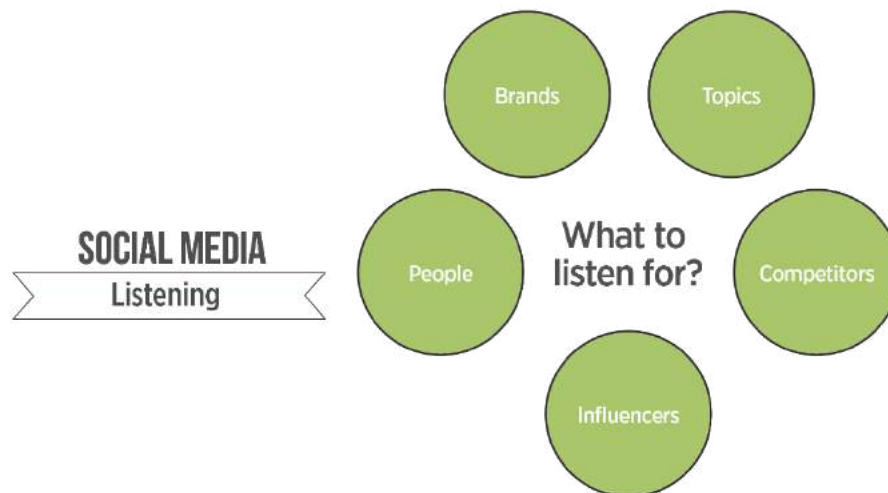 SOCIAL MEDIA
Listening
What to
listen for?
Brands
Topics
People
Competitors
Influencers